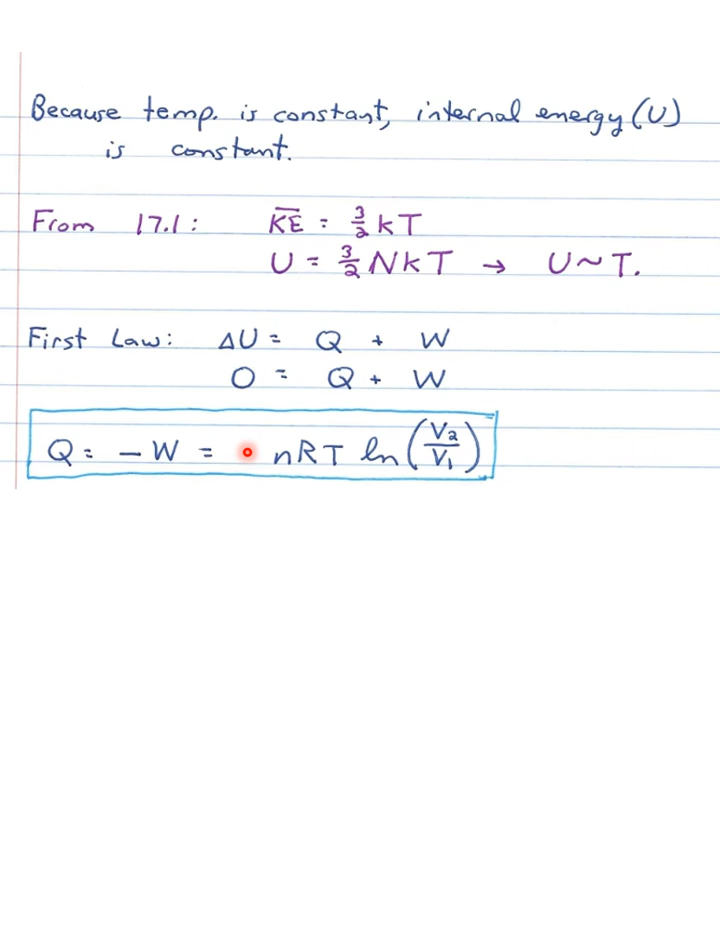 Because temp. is constant, internal energy (U)
is constant.
From 17.1: K̅E̅ = 3/2 kT
U = 3/2 NkT → U ~ T.
First Law: ΔU = Q + W
0 = Q + W
Q = - W = nRT ln(V₂/V₁)